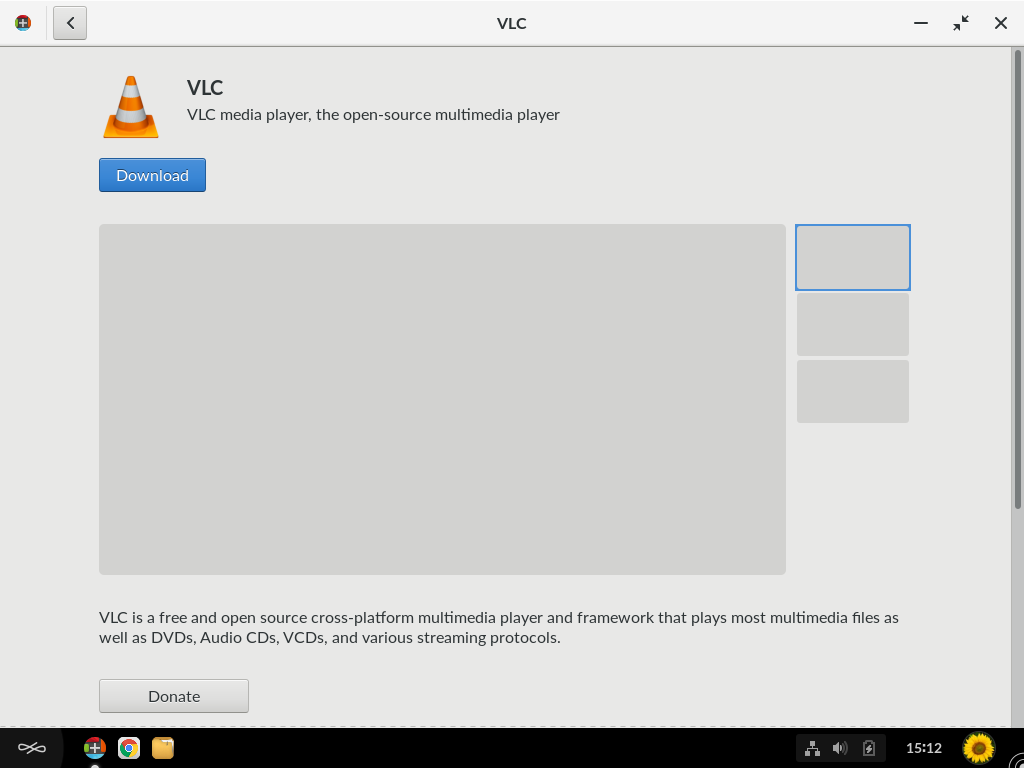 VLC
VLC
VLC media player, the open-source multimedia player
Download
VLC is a free and open source cross-platform multimedia player and framework that plays most multimedia files as
well as DVDs, Audio CDs, VCDs, and various streaming protocols.
Donate
15:12